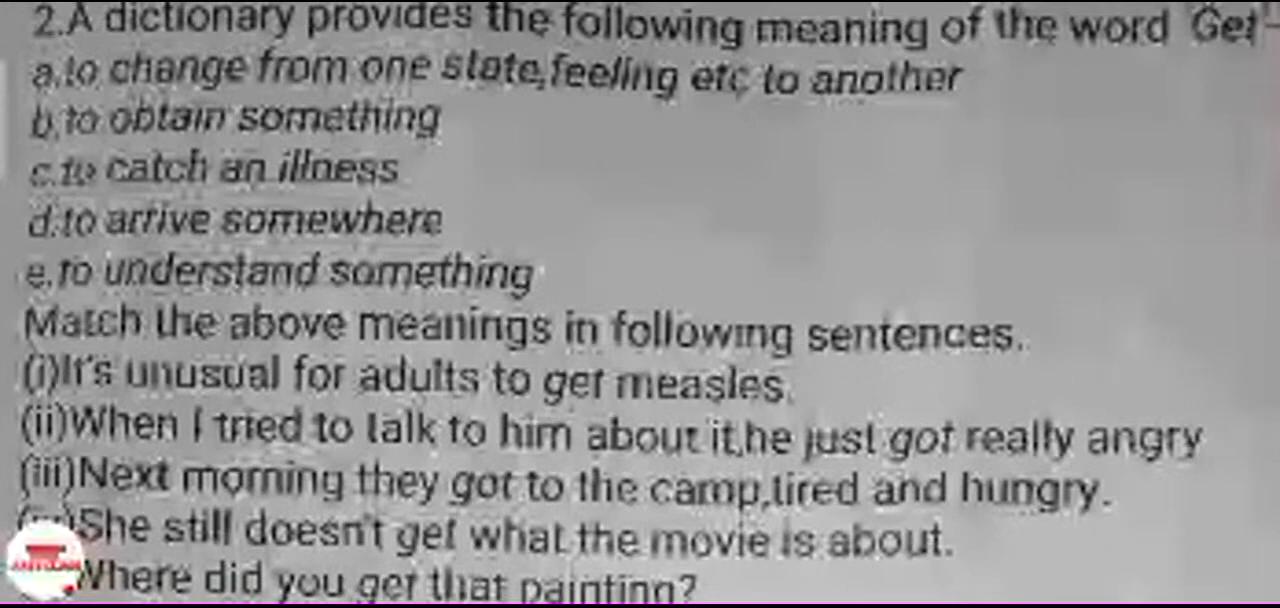 2.A dictionary provides the following meaning of the word 'Get'-
a.to change from one state,feeling etc to another
b.to obtain something
c.to catch an illness
d.to arrive somewhere
e.to understand something
Match the above meanings in following sentences.
(i)It's unusual for adults to get measles.
(ii)When I tried to talk to him about it,he just got really angry
(iii)Next morning they got to the camp,tired and hungry.
She still doesn't get what the movie is about.
Where did you get that painting?